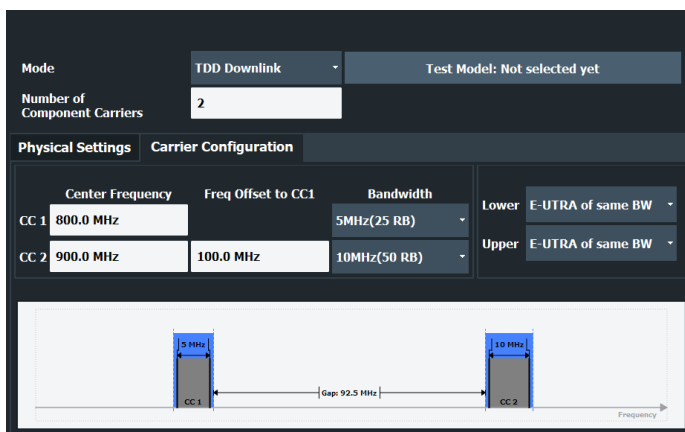 Mode
TDD Downlink
Test Model: Not selected yet
Number of
Component Carriers
2
Physical Settings
Carrier Configuration
Center Frequency
Freq Offset to CC1
Bandwidth
CC 1
800.0 MHz
5MHz(25 RB)
CC 2
900.0 MHz
100.0 MHz
10MHz(50 RB)
Lower
E-UTRA of same BW
Upper
E-UTRA of same BW
5 MHz
10 MHz
Gap: 92.5 MHz
CC 1
CC 2
Frequency